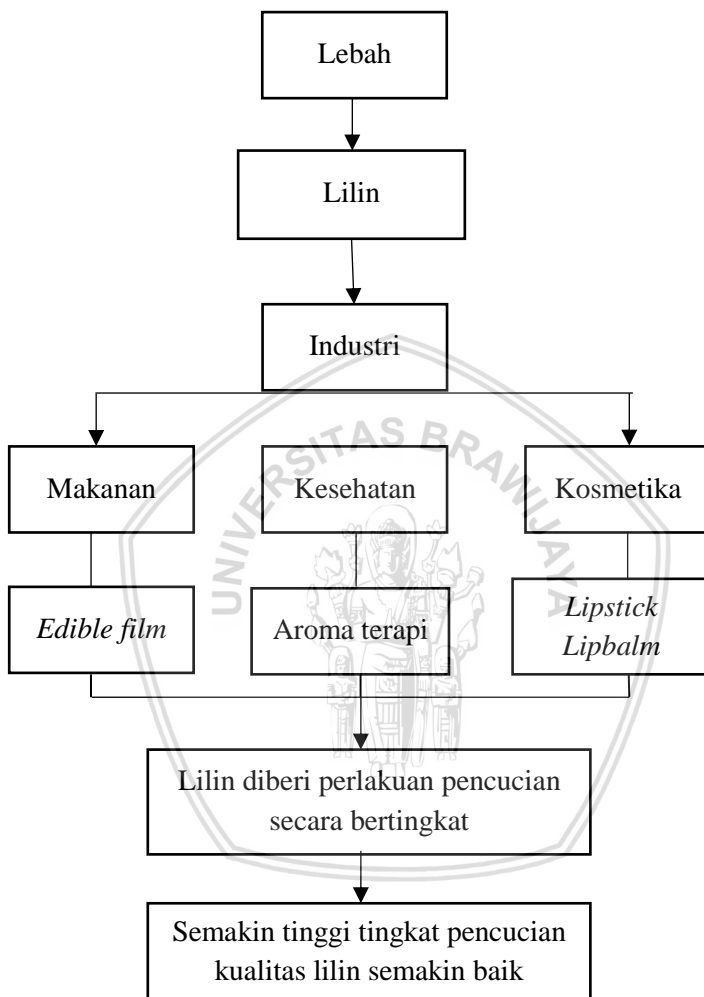 Lebah
Lilin
Industri
Makanan
Kesehatan
Kosmetika
Edible film
Aroma terapi
Lipstick
Lipbalm
Lilin diberi perlakuan pencucian
secara bertingkat
Semakin tinggi tingkat pencucian
kualitas lilin semakin baik
UNIVERSITAS BRAWIJAYA